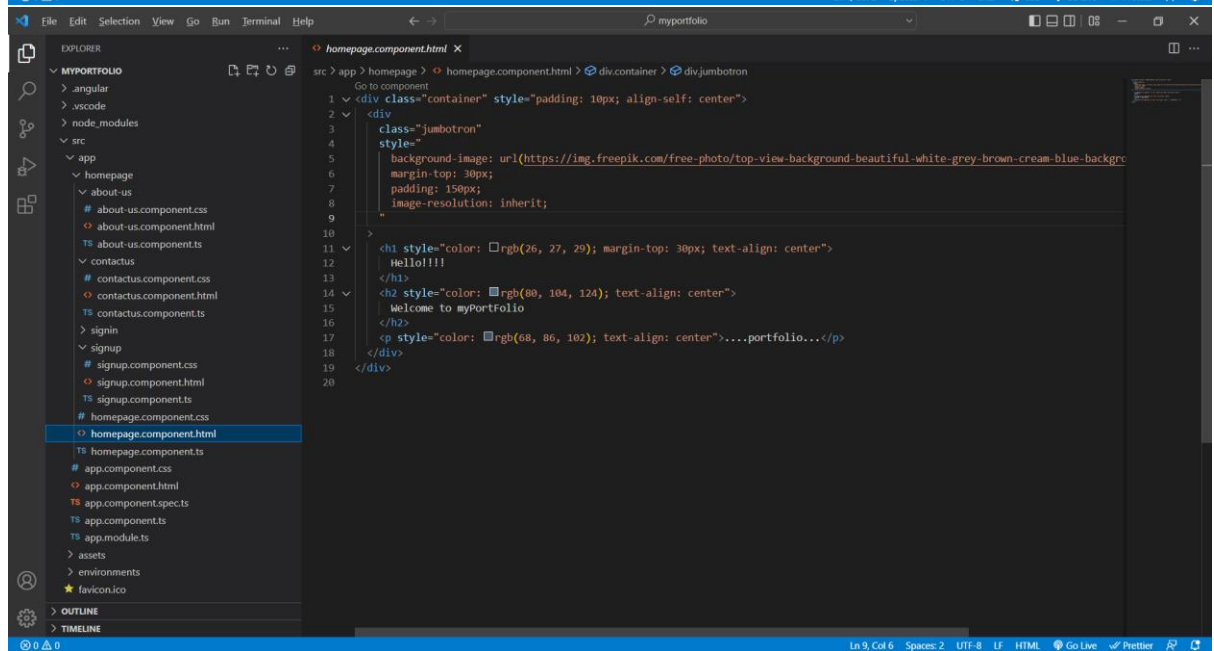 File Edit Selection View Go Run Terminal Help
myportfolio
EXPLORER
homepage.component.html
MYPORTFOLIO
src > app > homepage > homepage.component.html > div.container > div.jumbotron
.angular
.vscode
node_modules
src
app
homepage
about-us
about-us.component.css
about-us.component.html
TS about-us.component.ts
contactus
contactus.component.css
contactus.component.html
TS contactus.component.ts
signin
signup
signup.component.css
signup.component.html
TS signup.component.ts
homepage.component.css
homepage.component.html
TS homepage.component.ts
app.component.css
app.component.html
TS app.component.spec.ts
TS app.component.ts
TS app.module.ts
assets
environments
favicon.ico
OUTLINE
TIMELINE
Go to component
1 <div class="container" style="padding: 10px; align-self: center">
2 <div
3 class="jumbotron"
4 style="
5 background-image: url(https://img.freepik.com/free-photo/top-view-background-beautiful-white-grey-brown-cream-blue-backgro
6 margin-top: 30px;
7 padding: 150px;
8 image-resolution: inherit;
9 "
10 >
11 <h1 style="color: rgb(26, 27, 29); margin-top: 30px; text-align: center">
12 Hello!!!!
13 </h1>
14 <h2 style="color: rgb(80, 104, 124); text-align: center">
15 Welcome to myPortFolio
16 </h2>
17 <p style="color: rgb(68, 86, 102); text-align: center">....portfolio...</p>
18 </div>
19 </div>
20
0 0 Ln 9, Col 6 Spaces: 2 UTF-8 LF HTML Go Live Prettier